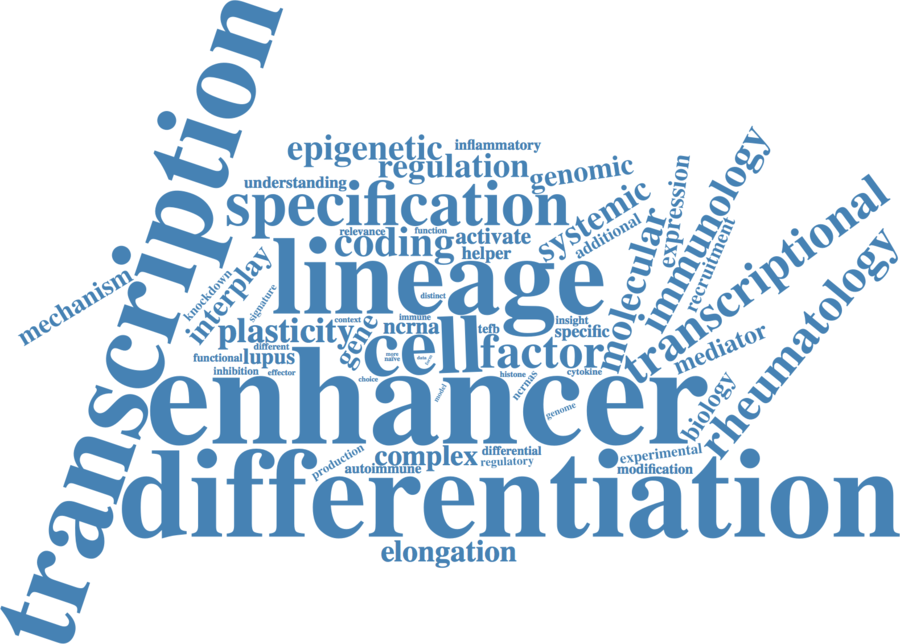 transcription
epigenetic
inflammatory
regulation
genomic
understanding
specification
systemic
additional
molecular
expression
immunology
recruitment
transcriptional
rheumatology
relevance
function
coding
activate
helper
mechanism
knockdown
interplay
signature
lineage
distinct
context
immune
plasticity
gene
ncrna
tefb
insight
specific
different
functional
lupus
cell
more
naive
factor
mediator
inhibition
effector
choice
model
histone
ncrnas
cytokine
genome
enhancer
biology
production
autoimmune
complex
differential
regulatory
experimental
modification
differentiation
elongation